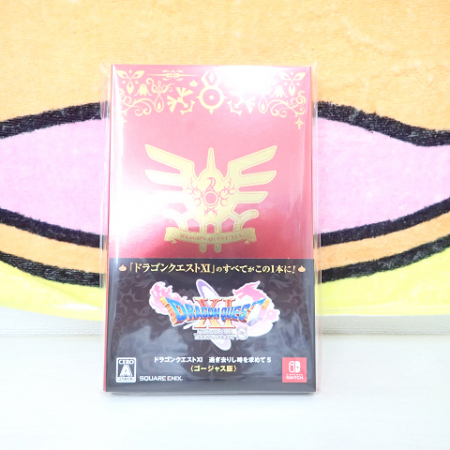 「ドラゴンクエストXI」のすべてがこの1本に!
DRAGON QUEST
XI
S
ドラゴンクエストXI 過ぎ去りし時を求めて S
〈ゴージャス版〉
CERO
A
SQUARE ENIX.
SWITCH